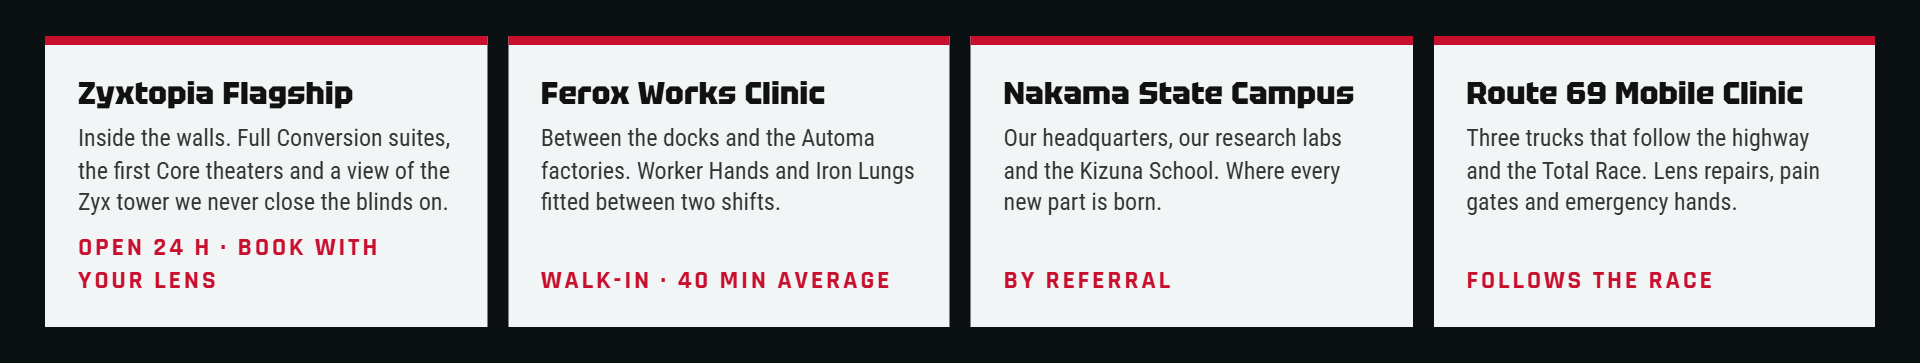 Zyxtopia Flagship
Inside the walls. Full Conversion suites,
the first Core theaters and a view of the
Zyx tower we never close the blinds on.
OPEN 24 H · BOOK WITH
YOUR LENS
Ferox Works Clinic
Between the docks and the Automa
factories. Worker Hands and Iron Lungs
fitted between two shifts.
WALK-IN · 40 MIN AVERAGE
Nakama State Campus
Our headquarters, our research labs
and the Kizuna School. Where every
new part is born.
BY REFERRAL
Route 69 Mobile Clinic
Three trucks that follow the highway
and the Total Race. Lens repairs, pain
gates and emergency hands.
FOLLOWS THE RACE